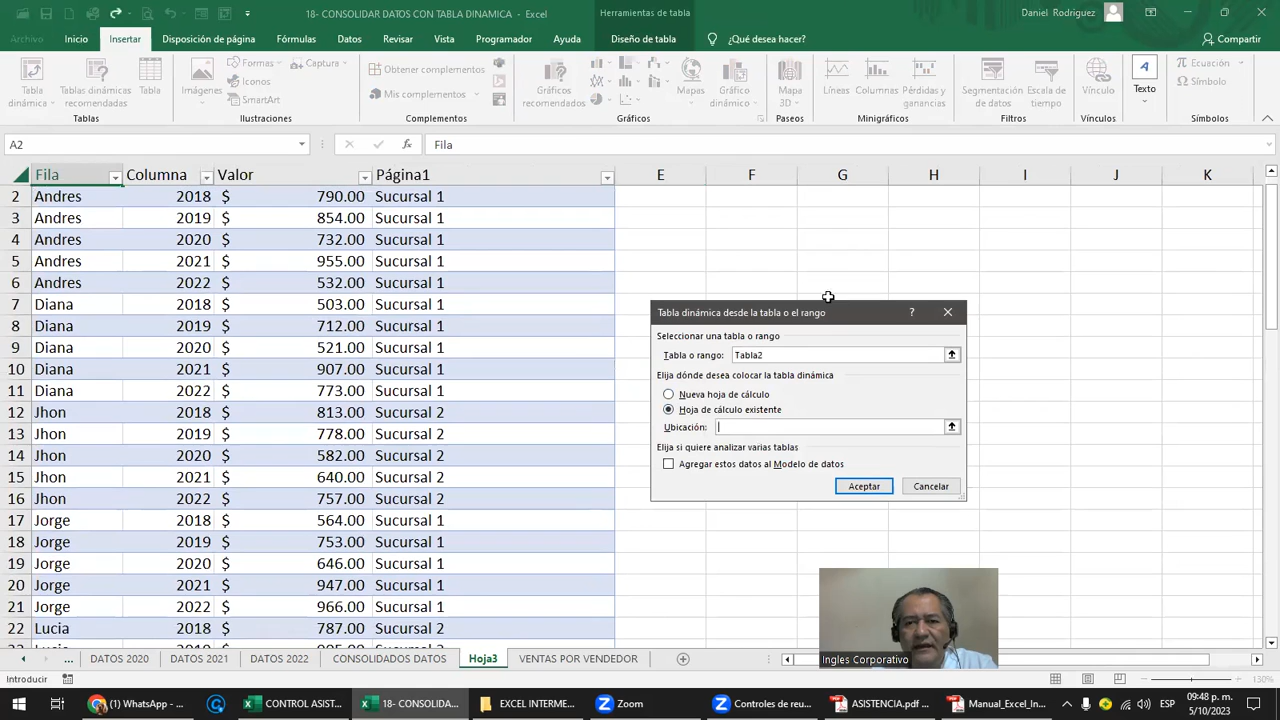 18- CONSOLIDAR DATOS CON TABLA DINAMICA - Excel
Herramientas de tabla
Daniel Rodriguez
Archivo Inicio Insertar Disposición de página Fórmulas Datos Revisar Vista Programador Ayuda Diseño de tabla ¿Qué desea hacer? Compartir
Tabla dinámica
Tablas dinámicas recomendadas
Tabla
Tablas
Imágenes
Formas
Iconos
SmartArt
Captura
Ilustraciones
Obtener complementos
Mis complementos
Complementos
Gráficos recomendados
Mapas
Gráfico dinámico
Gráficos
Mapa 3D
Paseos
Líneas
Columnas
Pérdidas y ganancias
Minigráficos
Segmentación de datos
Escala de tiempo
Filtros
Vínculo
Vínculos
Texto
Ecuación
Símbolo
Símbolos
A2 fx Fila
Fila Columna Valor Página1 E F G H I J K
2 Andres 2018 $ 790.00 Sucursal 1
3 Andres 2019 $ 854.00 Sucursal 1
4 Andres 2020 $ 732.00 Sucursal 1
5 Andres 2021 $ 955.00 Sucursal 1
6 Andres 2022 $ 532.00 Sucursal 1
7 Diana 2018 $ 503.00 Sucursal 1
8 Diana 2019 $ 712.00 Sucursal 1
9 Diana 2020 $ 521.00 Sucursal 1
10 Diana 2021 $ 907.00 Sucursal 1
11 Diana 2022 $ 773.00 Sucursal 1
12 Jhon 2018 $ 813.00 Sucursal 2
13 Jhon 2019 $ 778.00 Sucursal 2
14 Jhon 2020 $ 582.00 Sucursal 2
15 Jhon 2021 $ 640.00 Sucursal 2
16 Jhon 2022 $ 757.00 Sucursal 2
17 Jorge 2018 $ 564.00 Sucursal 1
18 Jorge 2019 $ 753.00 Sucursal 1
19 Jorge 2020 $ 646.00 Sucursal 1
20 Jorge 2021 $ 947.00 Sucursal 1
21 Jorge 2022 $ 966.00 Sucursal 1
22 Lucia 2018 $ 787.00 Sucursal 2
Tabla dinámica desde la tabla o el rango ?
Seleccionar una tabla o rango
Tabla o rango: Tabla2
Elija dónde desea colocar la tabla dinámica
Nueva hoja de cálculo
Hoja de cálculo existente
Ubicación:
Elija si quiere analizar varias tablas
Agregar estos datos al Modelo de datos
Aceptar Cancelar
Ingles Corporativo
... DATOS 2020 DATOS 2021 DATOS 2022 CONSOLIDADOS DATOS Hoja3 VENTAS POR VENDEDOR
Introducir 130%
(1) WhatsApp - ... CONTROL ASIST... 18- CONSOLIDA... EXCEL INTERME... Zoom Controles de reu... ASISTENCIA.pdf ... Manual_Excel_In... 09:48 p. m.
5/10/2023